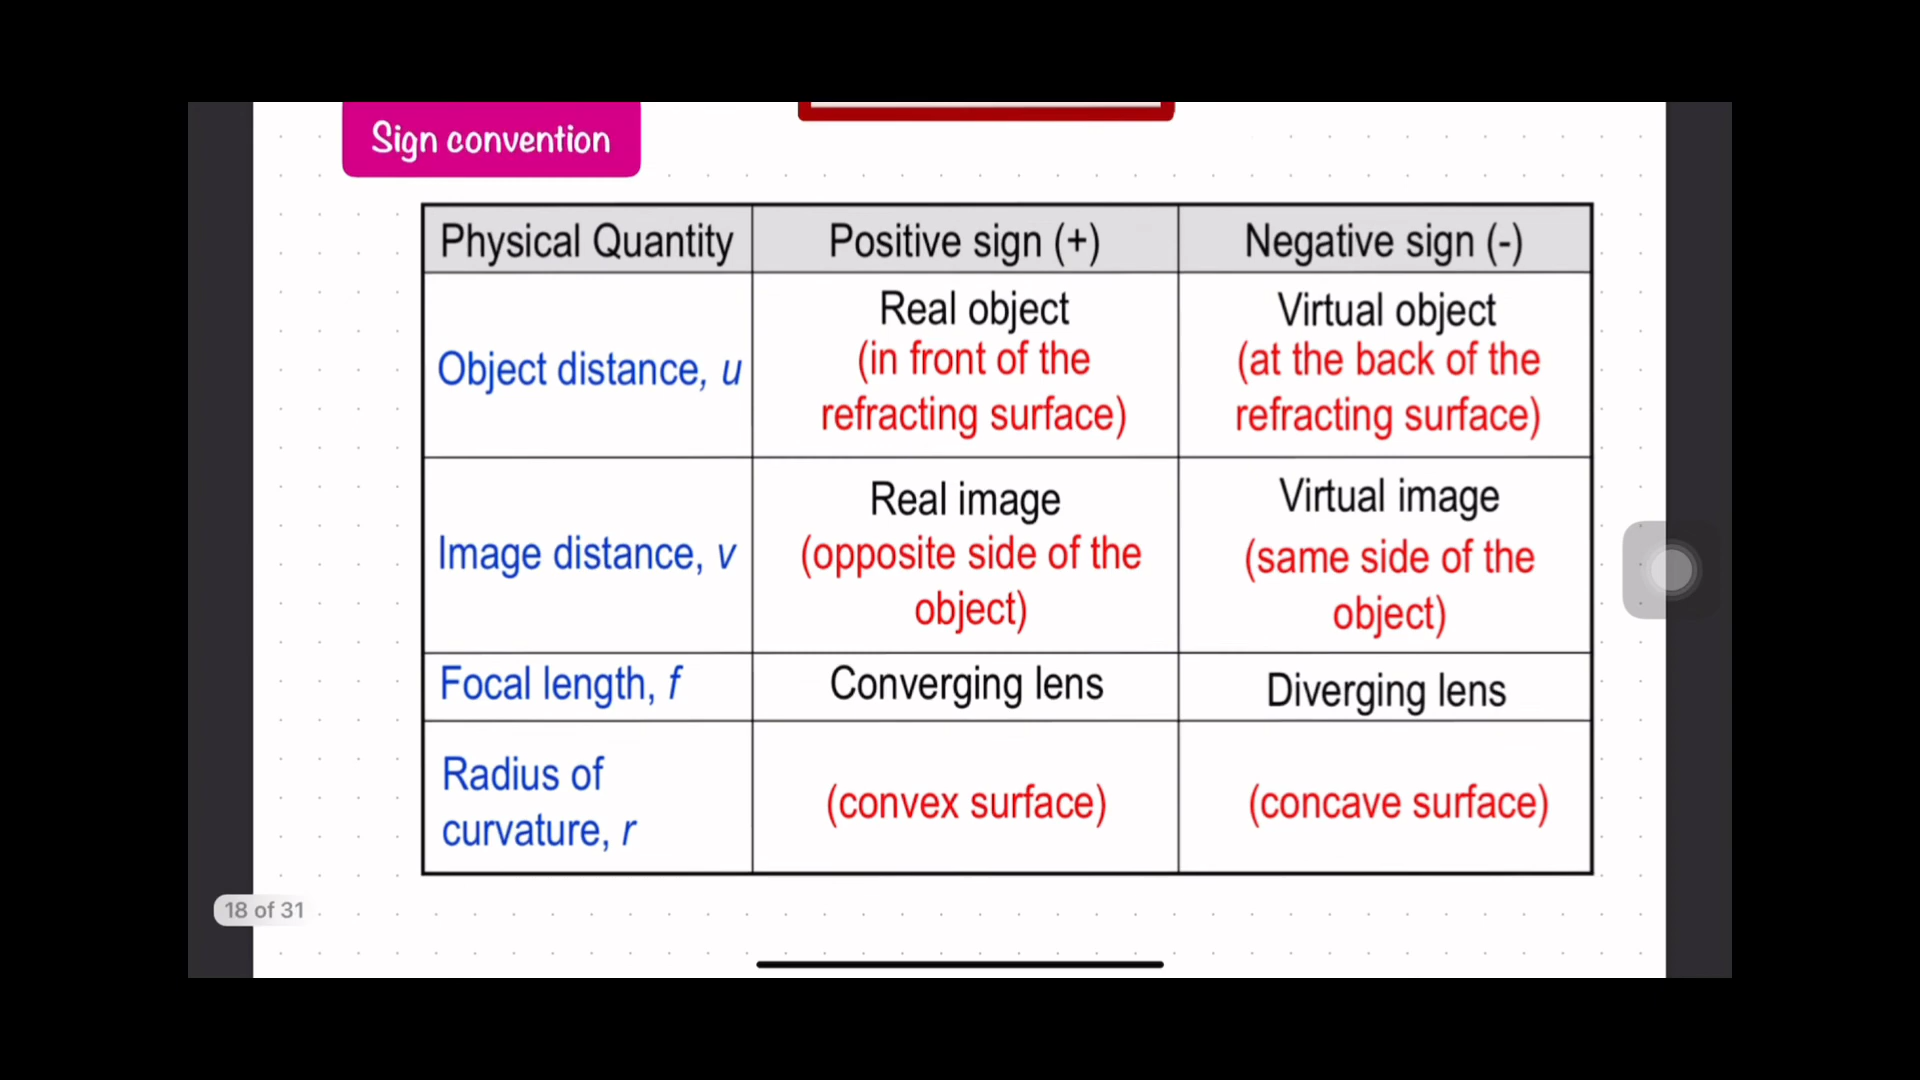 Sign convention
Physical Quantity
Positive sign (+)
Negative sign (-)
Object distance, u
Real object
(in front of the
refracting surface)
Virtual object
(at the back of the
refracting surface)
Image distance, v
Real image
(opposite side of the
object)
Virtual image
(same side of the
object)
Focal length, f
Converging lens
Diverging lens
Radius of
curvature, r
(convex surface)
(concave surface)
18 of 31